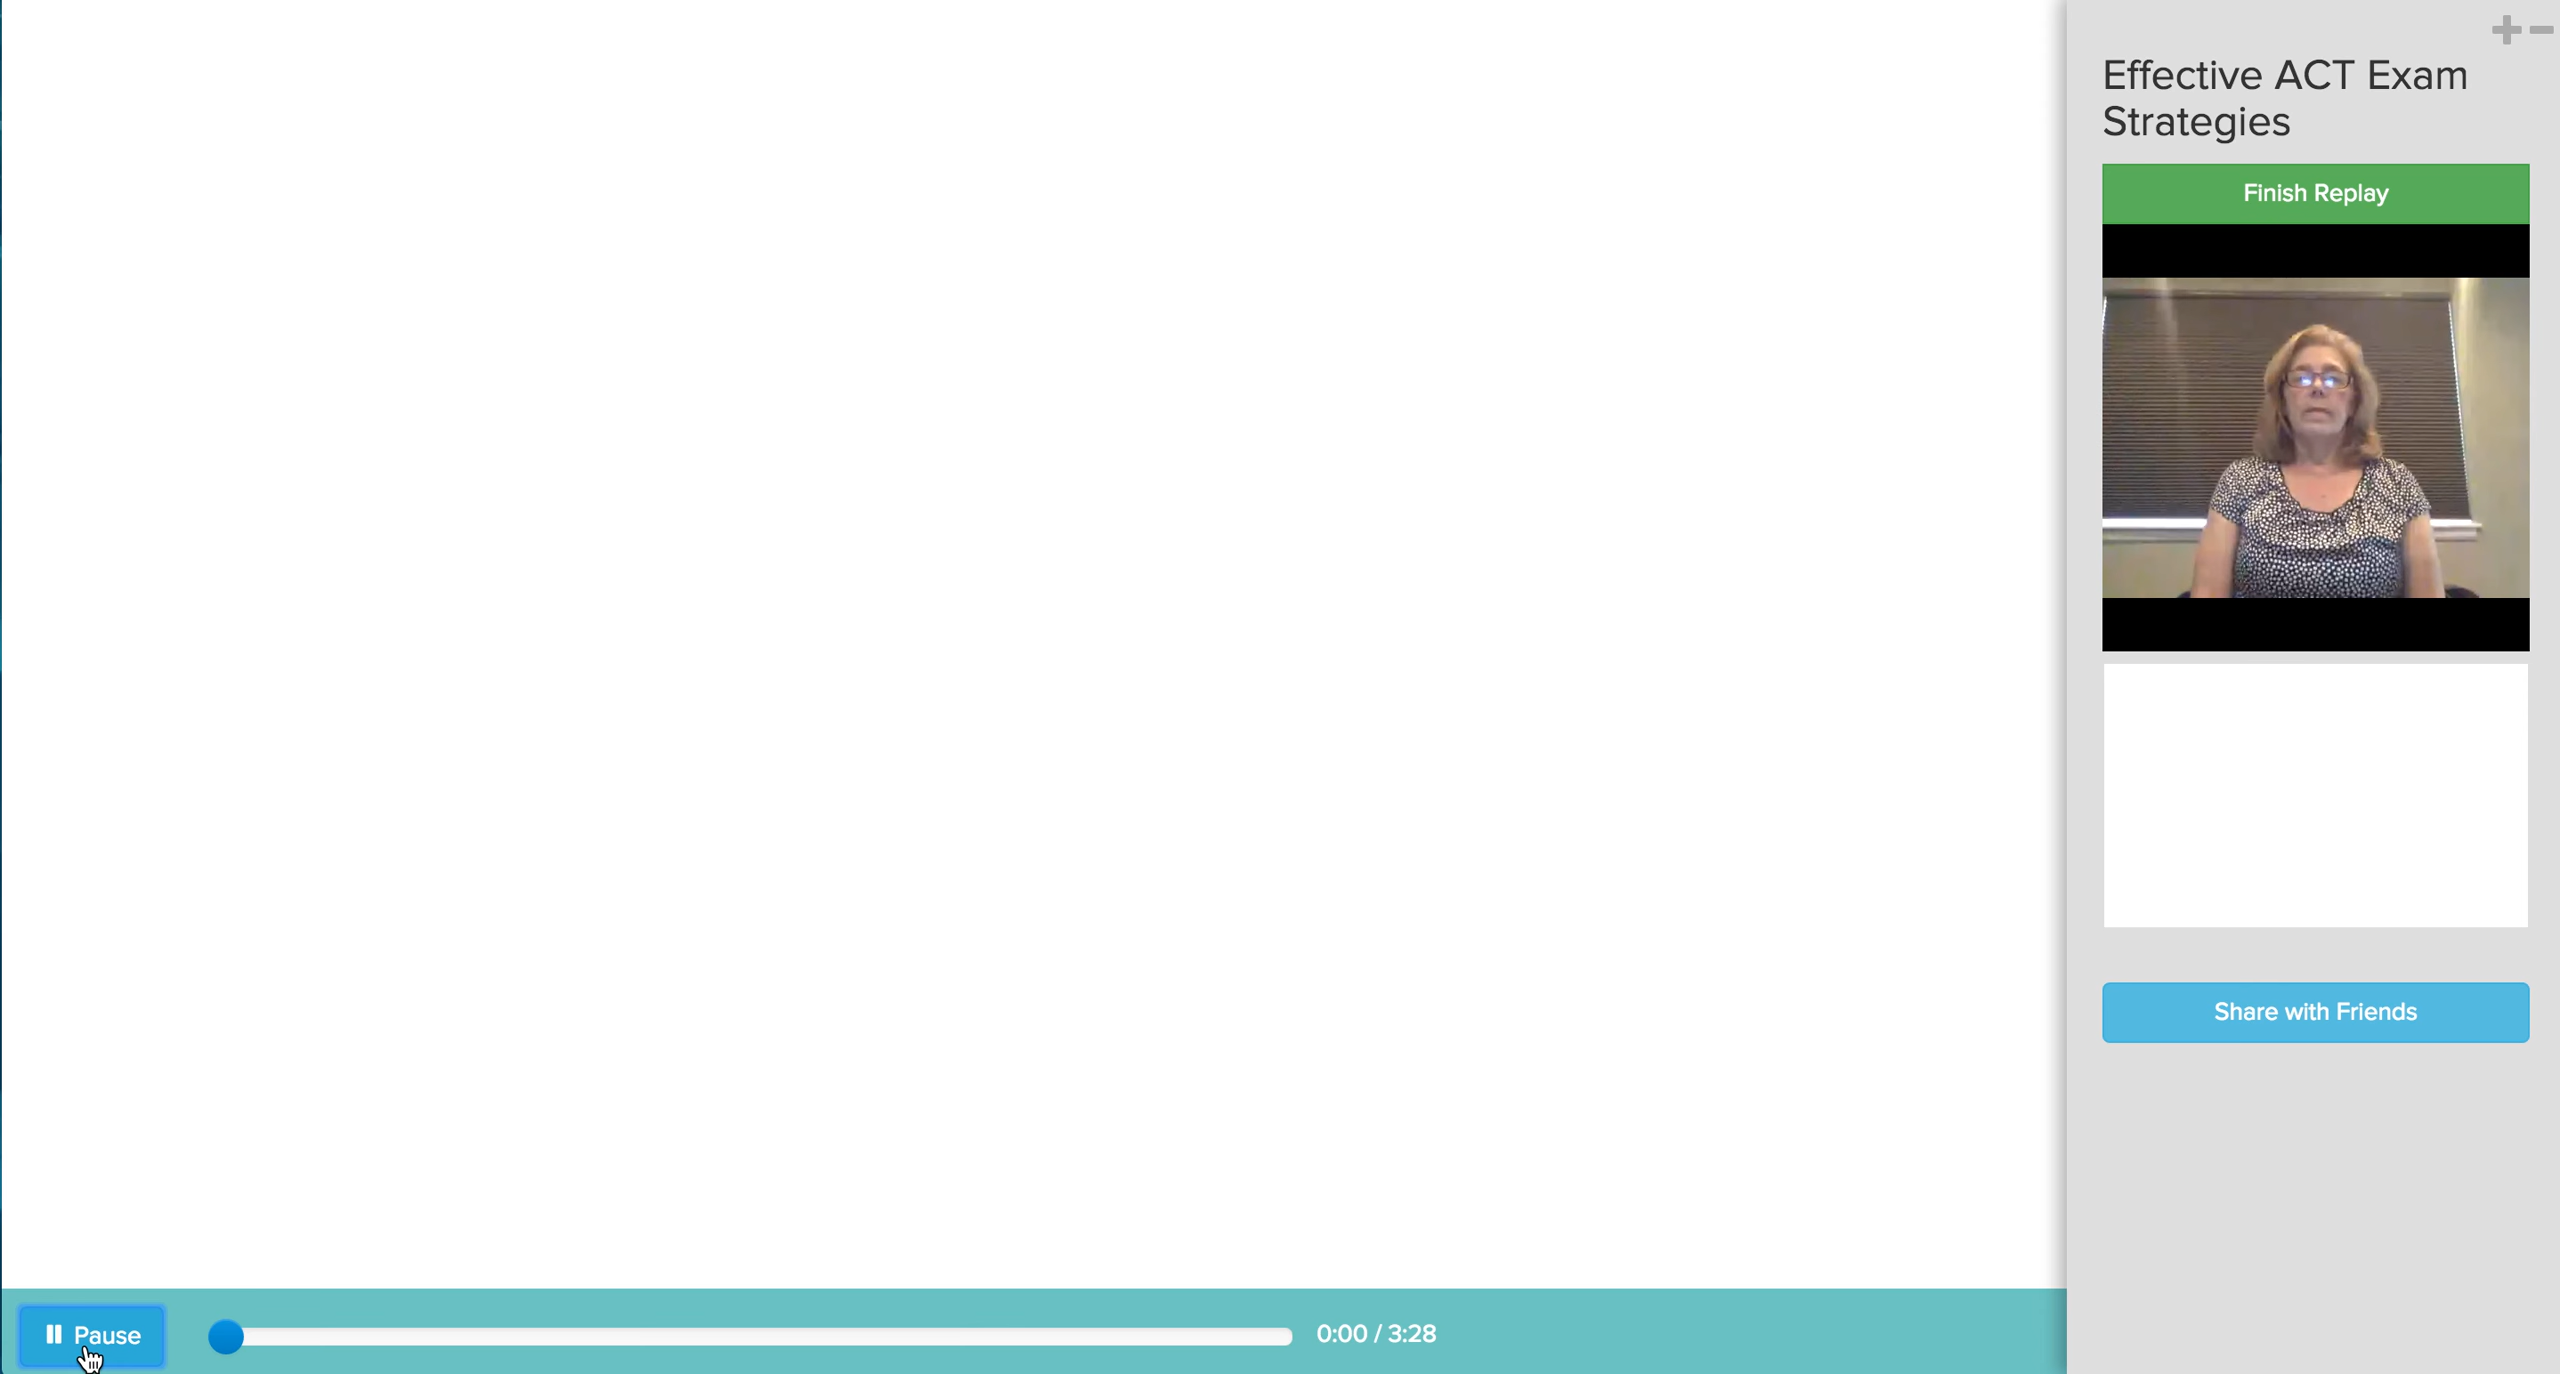 Effective ACT Exam
Strategies
Finish Replay
Share with Friends
Pause
0:00 / 3:28